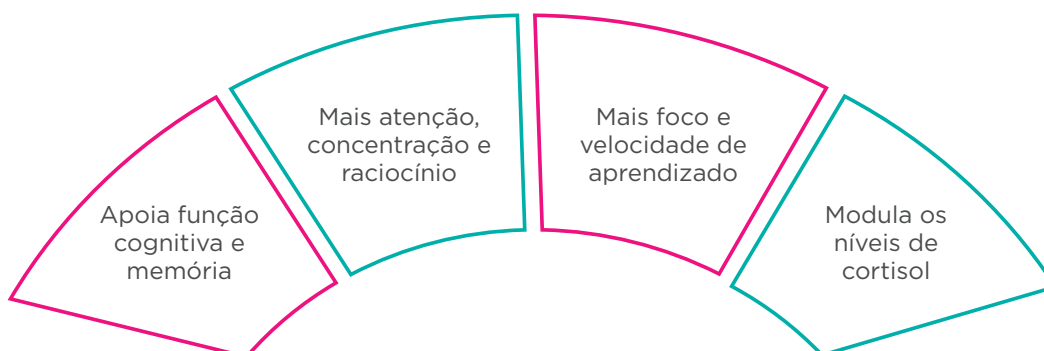 Apoia função
cognitiva e
memória
Mais atenção,
concentração e
raciocínio
Mais foco e
velocidade de
aprendizado
Modula os
níveis de
cortisol